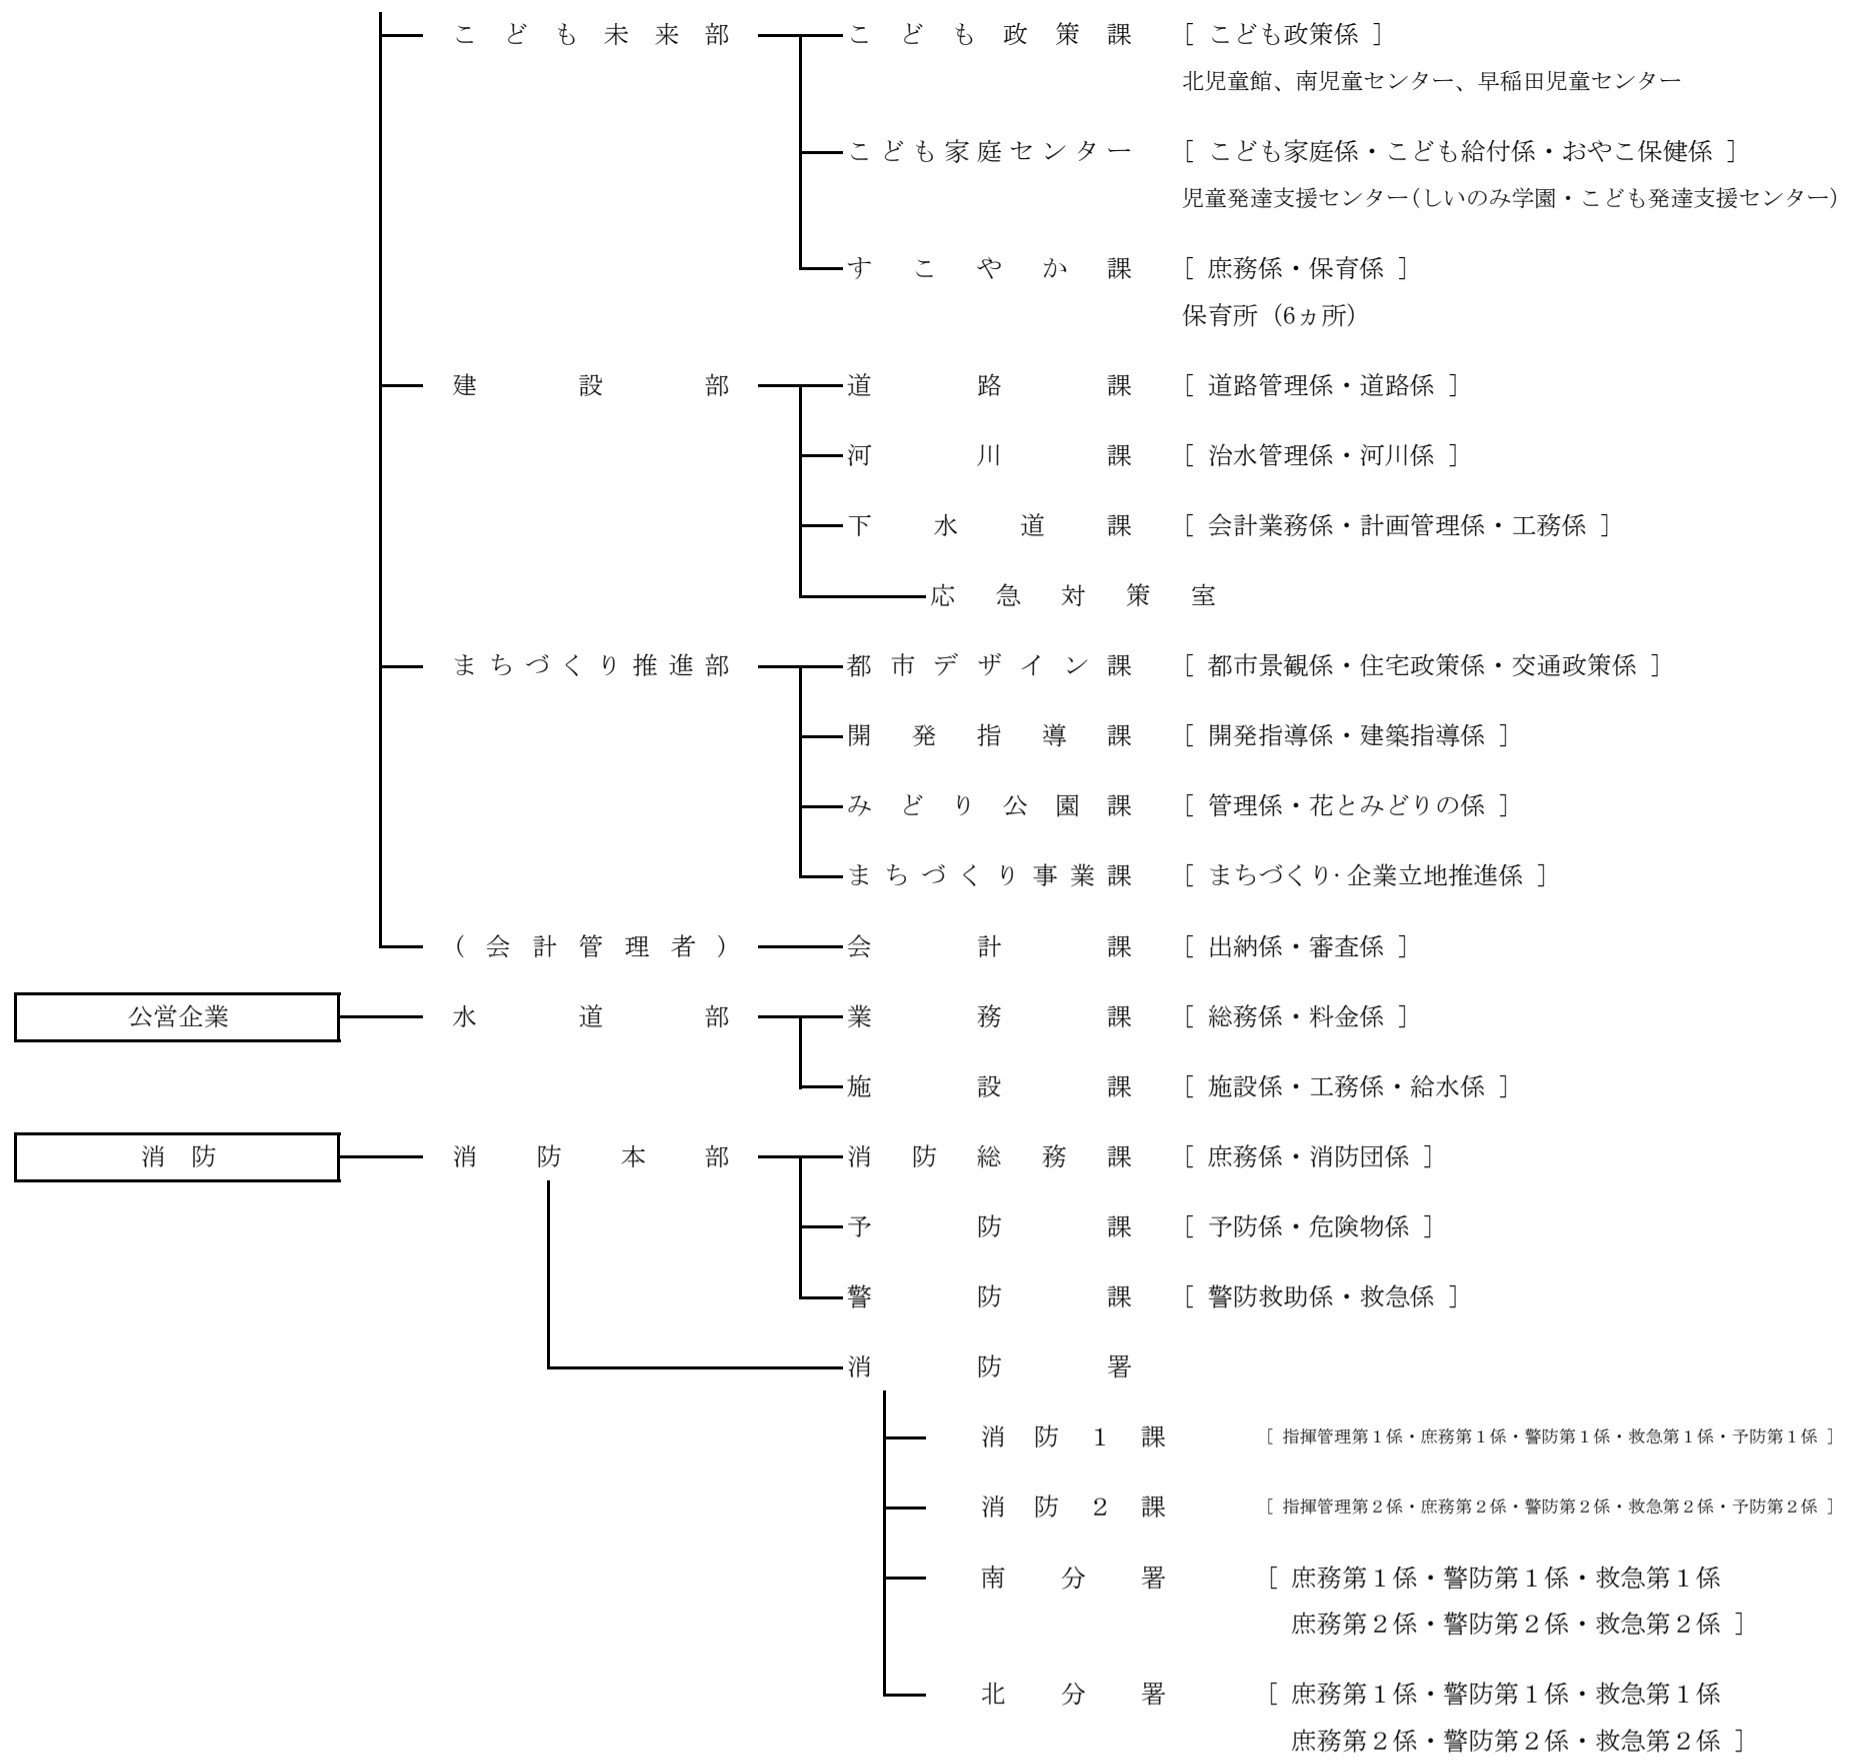 こども未来部 こども政策課 [ こども政策係 ]
北児童館、南児童センター、早稲田児童センター
こども家庭センター [ こども家庭係・こども給付係・おやこ保健係 ]
児童発達支援センター(しいのみ学園・こども発達支援センター)
すこやか課 [ 庶務係・保育係 ]
保育所（6ヵ所）
建設部 道路課 [ 道路管理係・道路係 ]
河川課 [ 治水管理係・河川係 ]
下水道課 [ 会計業務係・計画管理係・工務係 ]
応急対策室
まちづくり推進部 都市デザイン課 [ 都市景観係・住宅政策係・交通政策係 ]
開発指導課 [ 開発指導係・建築指導係 ]
みどり公園課 [ 管理係・花とみどりの係 ]
まちづくり事業課 [ まちづくり･企業立地推進係 ]
(会計管理者) 会計課 [ 出納係・審査係 ]
公営企業 水道部 業務課 [ 総務係・料金係 ]
施設課 [ 施設係・工務係・給水係 ]
消　防 消防本部 消防総務課 [ 庶務係・消防団係 ]
予防課 [ 予防係・危険物係 ]
警防課 [ 警防救助係・救急係 ]
消防署
消防１課 [ 指揮管理第１係・庶務第１係・警防第１係・救急第１係・予防第１係 ]
消防２課 [ 指揮管理第２係・庶務第２係・警防第２係・救急第２係・予防第２係 ]
南分署 [ 庶務第１係・警防第１係・救急第１係
庶務第２係・警防第２係・救急第２係 ]
北分署 [ 庶務第１係・警防第１係・救急第１係
庶務第２係・警防第２係・救急第２係 ]